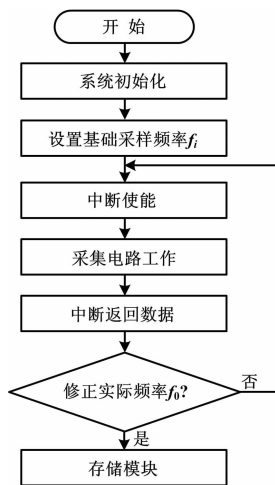 开 始
系统初始化
设置基础采样频率fi
中断使能
采集电路工作
中断返回数据
修正实际频率f0?
否
是
存储模块